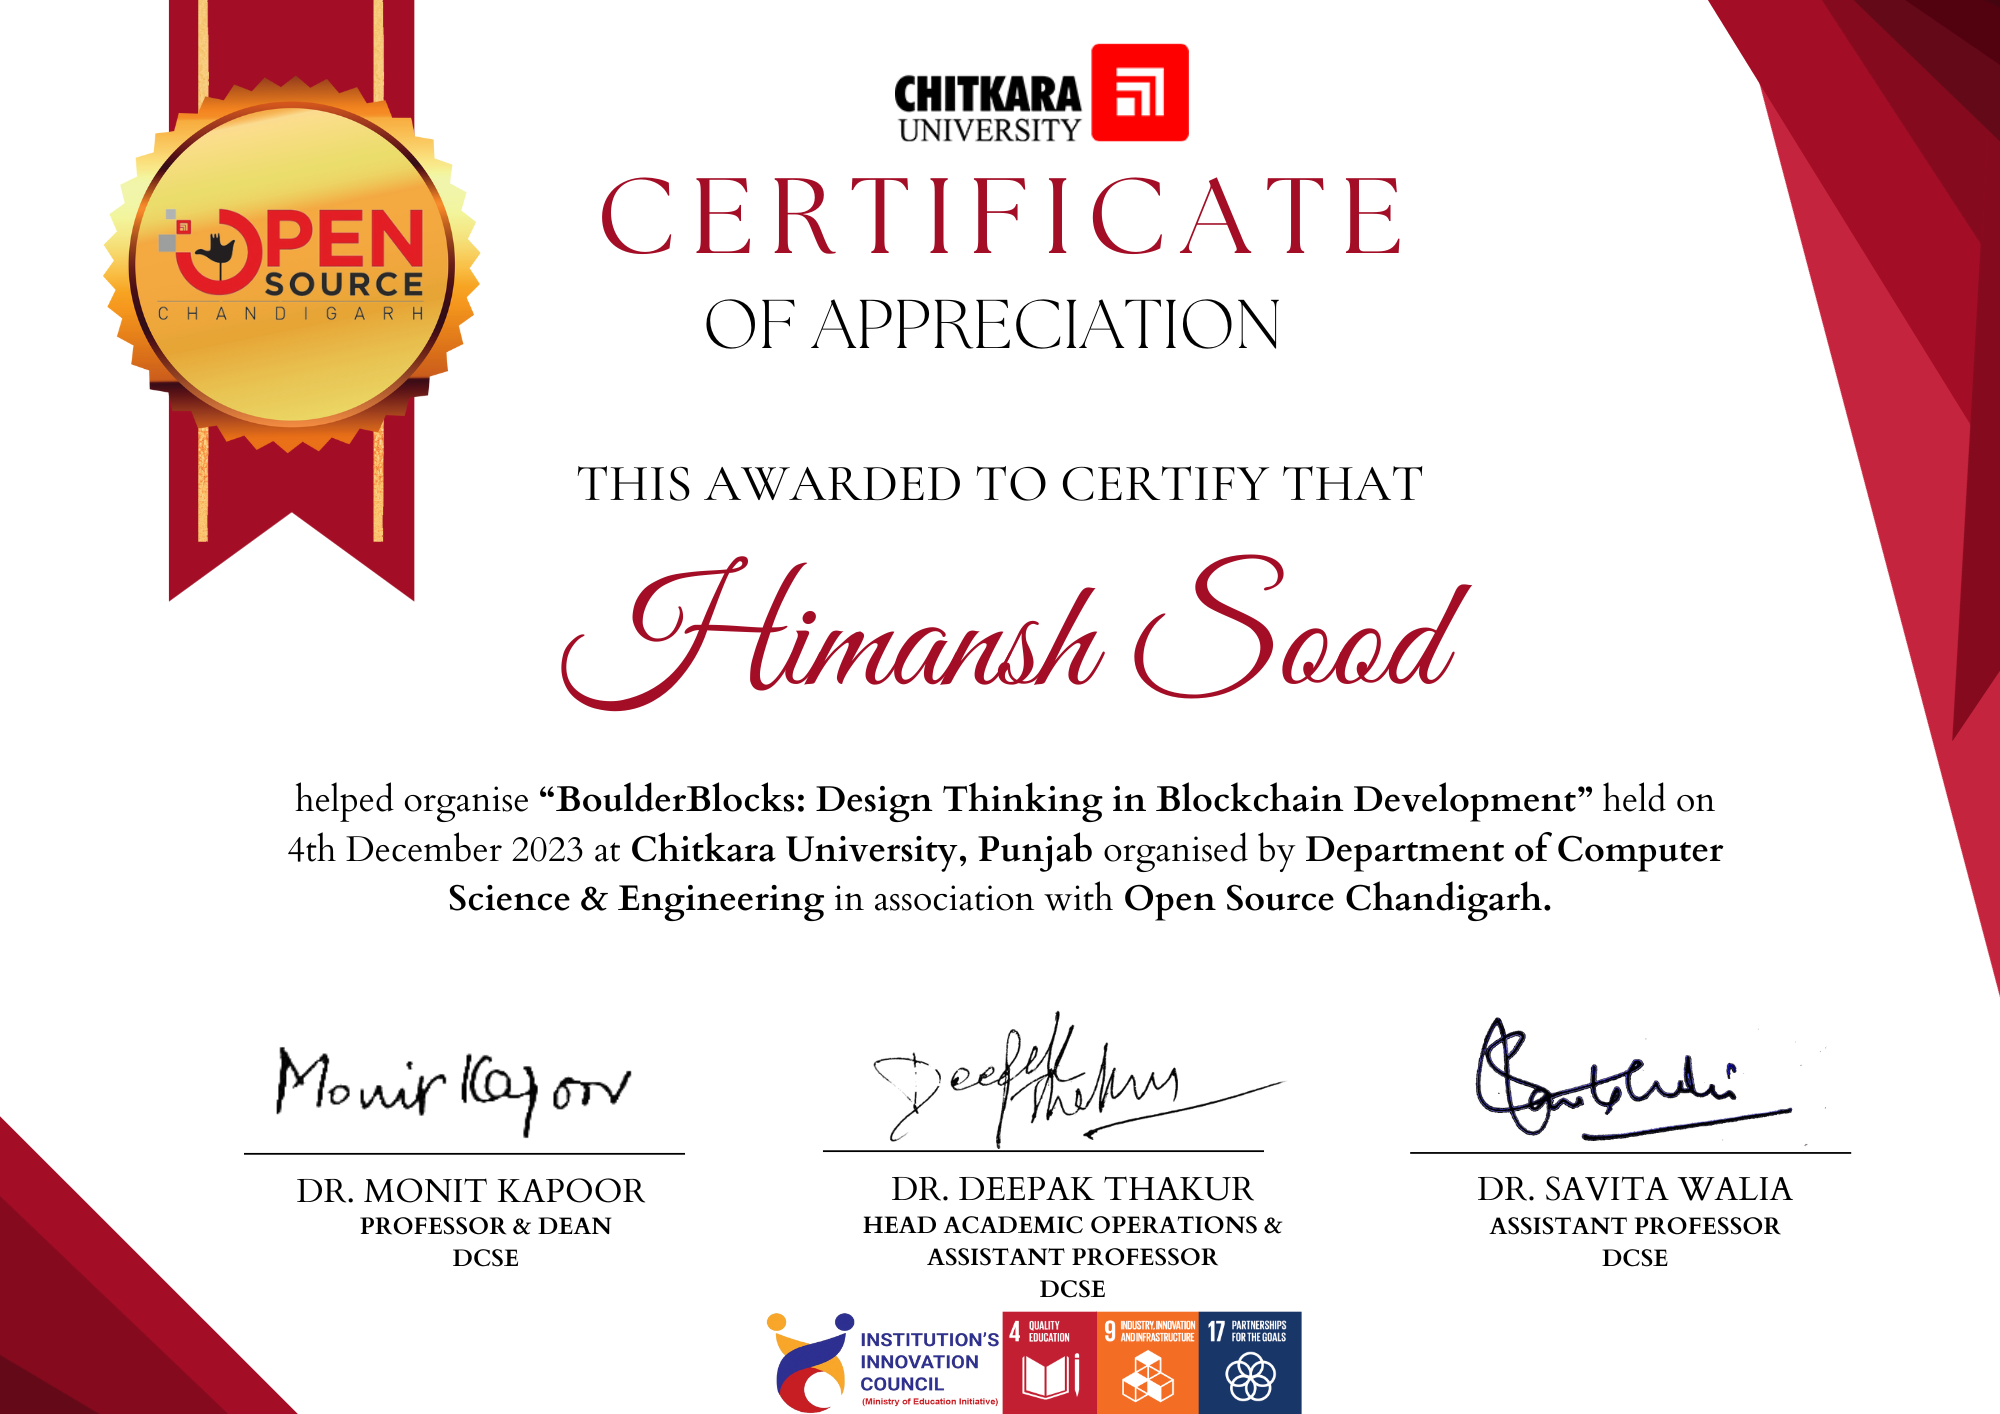 CHITKARA
UNIVERSITY
OPEN
SOURCE
CHANDIGARH
CERTIFICATE
OF APPRECIATION
THIS AWARDED TO CERTIFY THAT
Himansh Sood
helped organise “BoulderBlocks: Design Thinking in Blockchain Development” held on
4th December 2023 at Chitkara University, Punjab organised by Department of Computer
Science & Engineering in association with Open Source Chandigarh.
Monit Kapoor
Deepak Thakur
DR. MONIT KAPOOR
PROFESSOR & DEAN
DCSE
DR. DEEPAK THAKUR
HEAD ACADEMIC OPERATIONS &
ASSISTANT PROFESSOR
DCSE
DR. SAVITA WALIA
ASSISTANT PROFESSOR
DCSE
INSTITUTION'S
INNOVATION
COUNCIL
(Ministry of Education Initiative)
4 QUALITY
EDUCATION
9 INDUSTRY, INNOVATION
AND INFRASTRUCTURE
17 PARTNERSHIPS
FOR THE GOALS